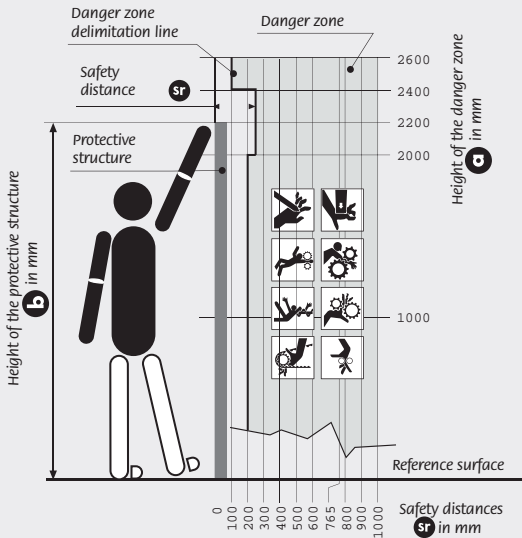 Danger zone
delimitation line
Danger zone
Safety
distance sr
Protective
structure
2600
2400
2200
2000
1000
Height of the danger zone
a in mm
Height of the protective structure
b in mm
Reference surface
0
100
200
300
400
500
600
765
800
900
1000
Safety distances
sr in mm